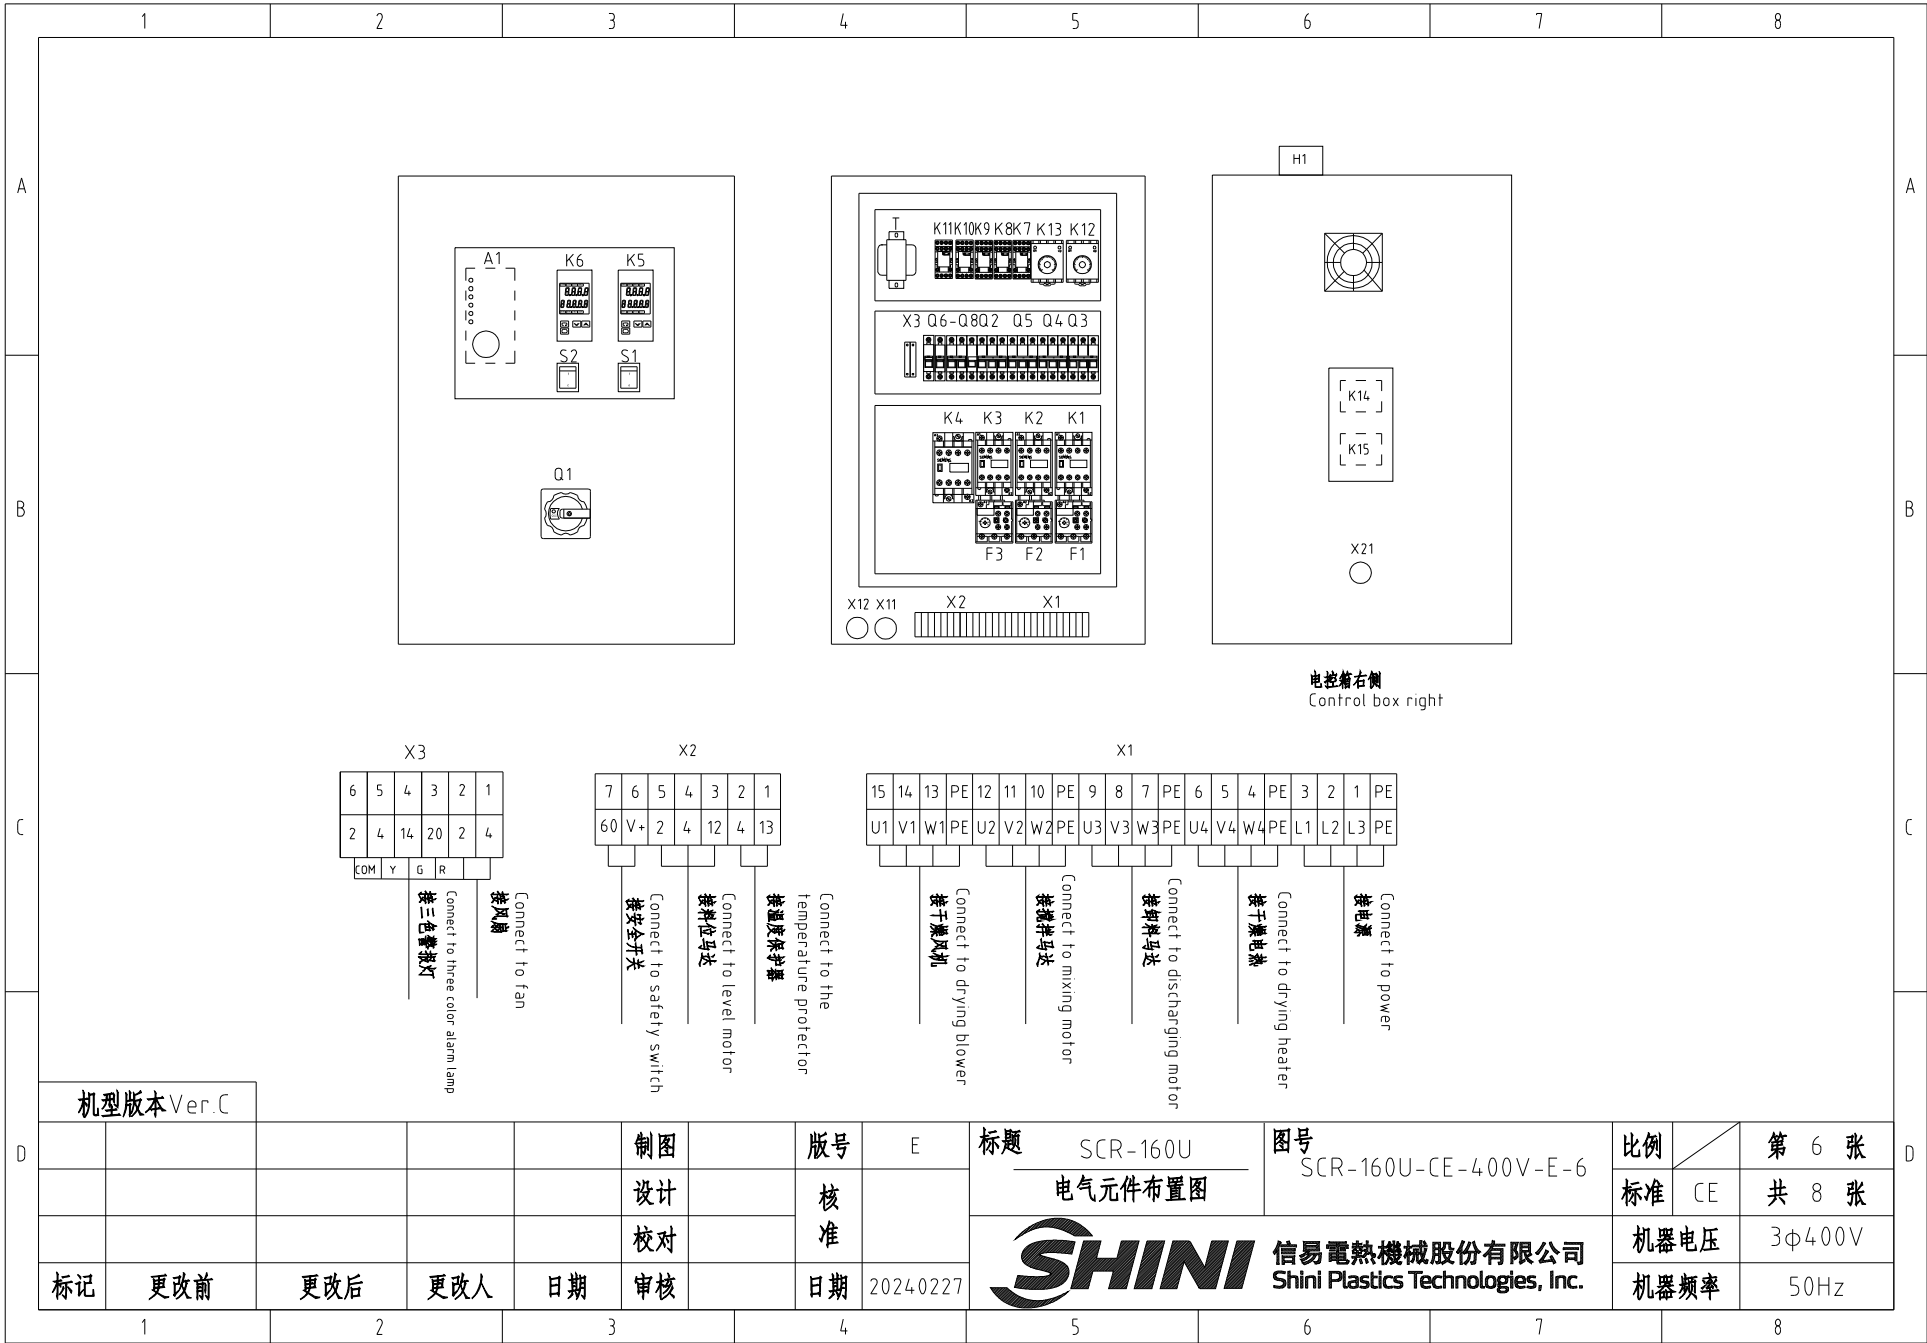 1 2 3 4 5 6 7 8
A A
H1
T
K11 K10 K9 K8 K7 K13 K12
A1 K6 K5
X3 Q6-Q8 Q2 Q5 Q4 Q3
S2 S1
K14
K4 K3 K2 K1
K15
Q1
B B
F3 F2 F1
X21
X12 X11 X2 X1
电控箱右侧
Control box right
X3
6 5 4 3 2 1
2 4 14 20 2 4
COM Y G R
接三色警报灯
Connect to three color alarm lamp
接风扇
Connect to fan
X2
7 6 5 4 3 2 1
60 V+ 2 4 12 4 13
接安全开关
Connect to safety switch
接料位马达
Connect to level motor
接温度保护器
Connect to the
temperature protector
X1
15 14 13 PE 12 11 10 PE 9 8 7 PE 6 5 4 PE 3 2 1 PE
U1 V1 W1 PE U2 V2 W2 PE U3 V3 W3 PE U4 V4 W4 PE L1 L2 L3 PE
接干燥风机
Connect to drying blower
接搅拌马达
Connect to mixing motor
接卸料马达
Connect to discharging motor
接干燥电热
Connect to drying heater
接电源
Connect to power
C C
机型版本Ver.C
D D
制图 版号 E 标题 SCR-160U 图号 SCR-160U-CE-400V-E-6 比例 第 6 张
设计 核准 电气元件布置图 标准 CE 共 8 张
校对 机器电压 3φ400V
标记 更改前 更改后 更改人 日期 审核 日期 20240227 机器频率 50Hz
SHINI
信易電熱機械股份有限公司
Shini Plastics Technologies, Inc.
1 2 3 4 5 6 7 8